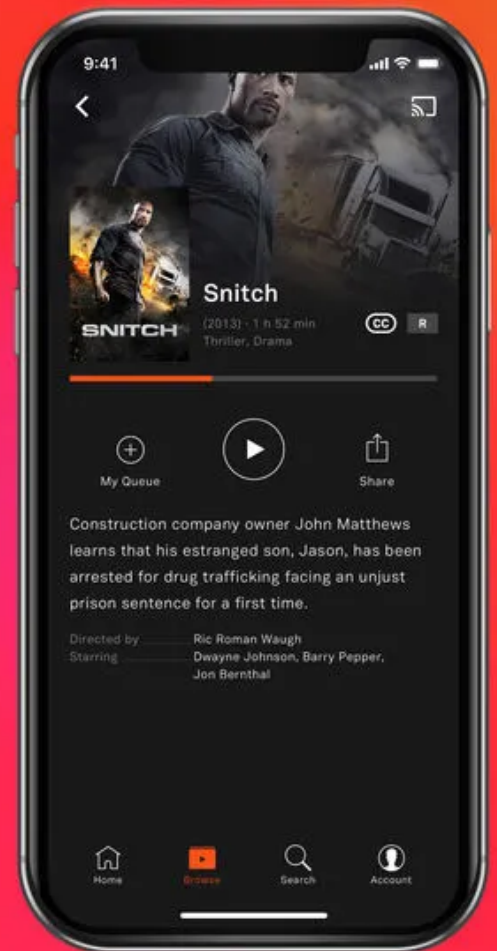 9:41
SNITCH
Snitch
(2013) · 1 h 52 min
CC
R
Thriller, Drama
My Queue
Share
Construction company owner John Matthews
learns that his estranged son, Jason, has been
arrested for drug trafficking facing an unjust
prison sentence for a first time.
Directed by Ric Roman Waugh
Starring Dwayne Johnson, Barry Pepper,
Jon Bernthal
Home
Browse
Search
Account